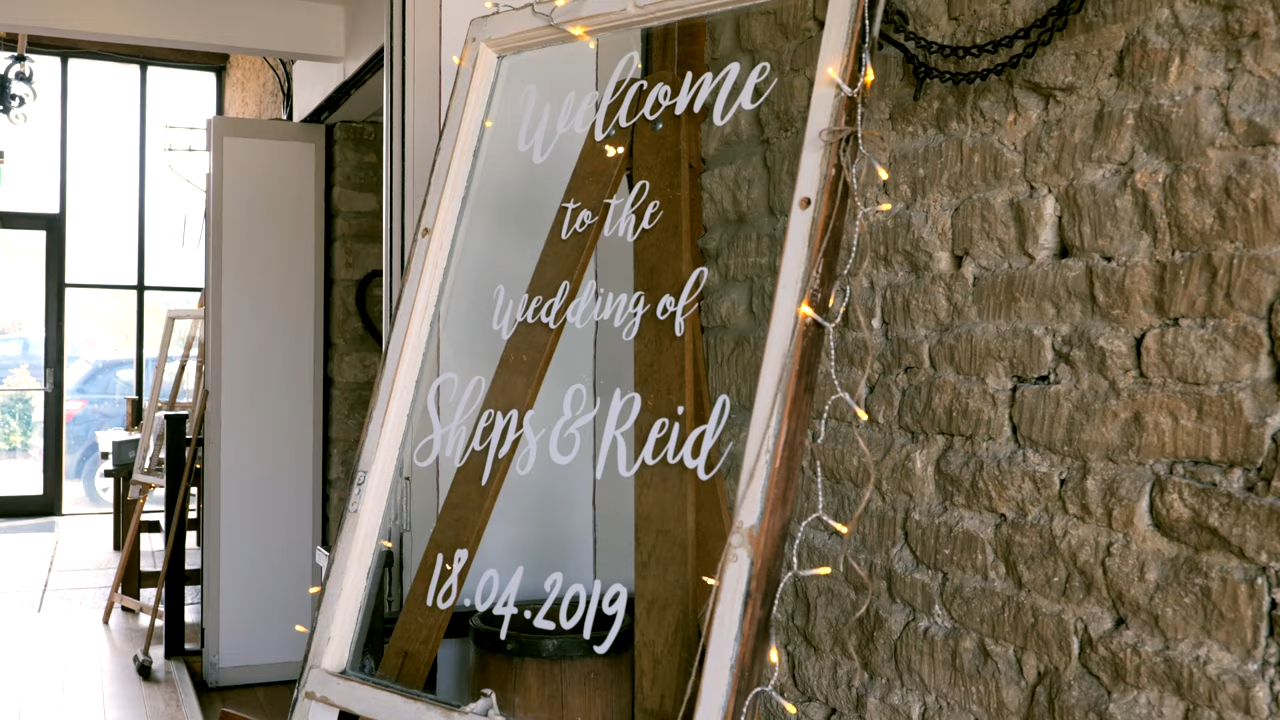 Welcome
to the
Wedding of
Sheps & Reid
18.04.2019